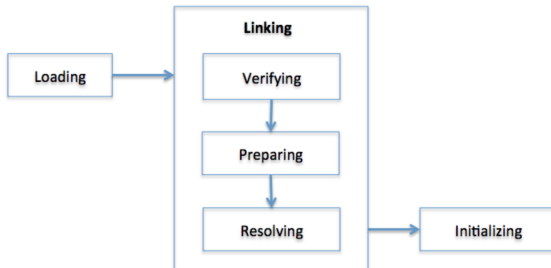 Linking
Loading
Verifying
Preparing
Resolving
Initializing